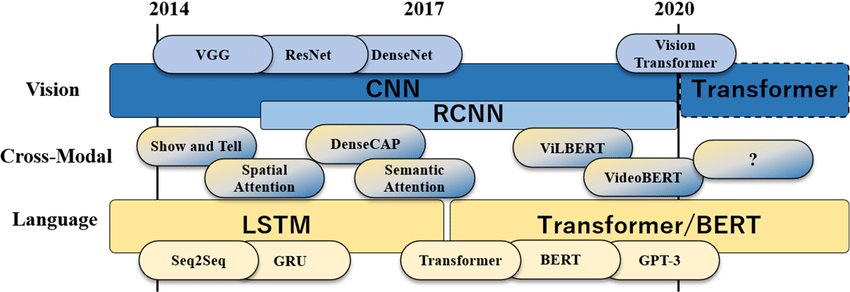 2014 2017 2020
VGG ResNet DenseNet Vision
Transformer
Vision CNN Transformer
RCNN
Cross-Modal Show and Tell DenseCAP ViLBERT ?
Spatial
Attention Semantic
Attention VideoBERT
Language LSTM Transformer/BERT
Seq2Seq GRU Transformer BERT GPT-3